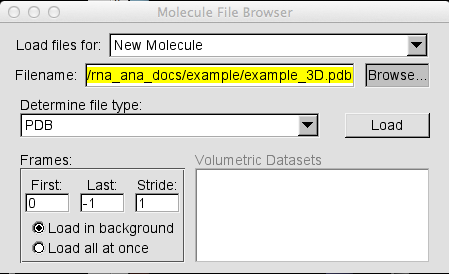 Molecule File Browser
Load files for: New Molecule
Filename: /rna_ana_docs/example/example_3D.pdb Browse...
Determine file type:
PDB Load
Frames: Volumetric Datasets
First: Last: Stride:
0 -1 1
Load in background
Load all at once